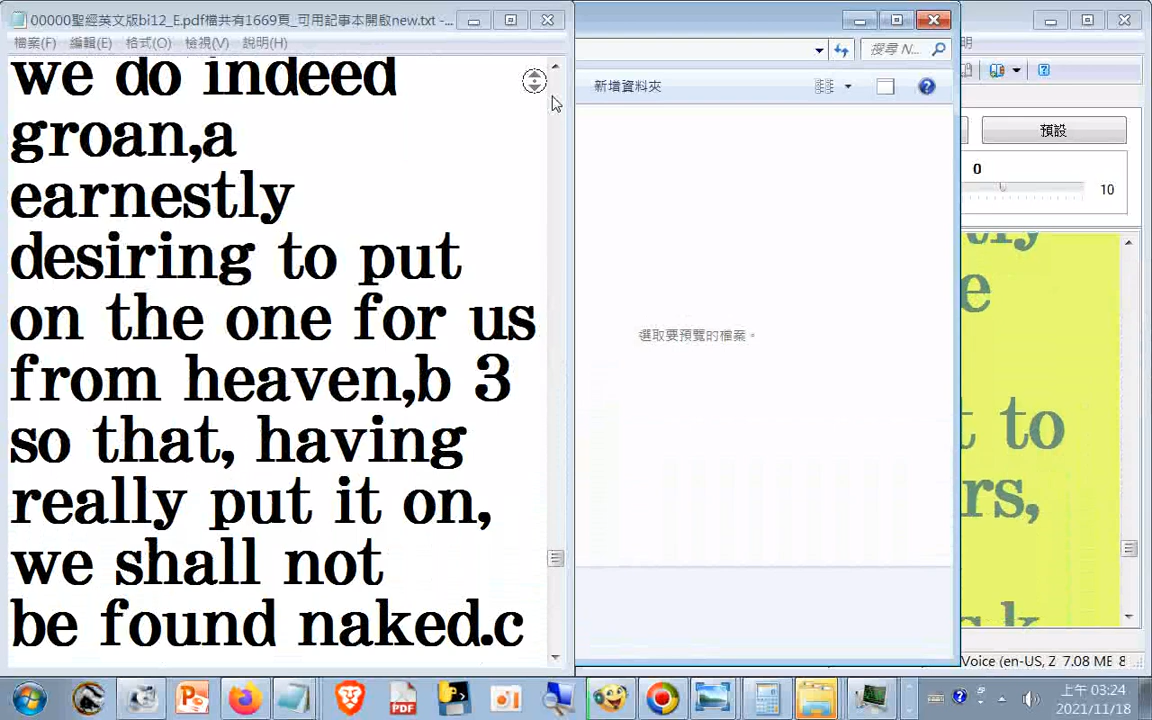 00000聖經英文版bi12_E.pdf檔共有1669頁_可用記事本開啟new.txt -...
檔案(F) 編輯(E) 格式(O) 檢視(V) 說明(H)
we do indeed
groan,a
earnestly
desiring to put
on the one for us
from heaven,b 3
so that, having
really put it on,
we shall not
be found naked.c
搜尋 N...
新增資料夾
選取要預覽的檔案。
明
預設
0
10
e
t to
rs,
Voice (en-US, Z 7.08 MB 8
PDF
上午 03:24
2021/11/18